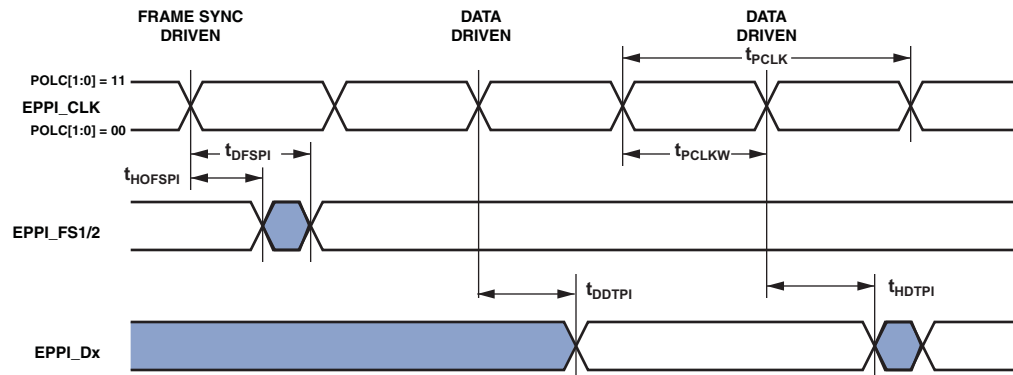 FRAME SYNC
DRIVEN
DATA
DRIVEN
DATA
DRIVEN
tPCLK
POLC[1:0] = 11
EPPI_CLK
POLC[1:0] = 00
tDFSPI
tPCLKW
tHOFSPI
EPPI_FS1/2
tDDTPI
tHDTPI
EPPI_Dx